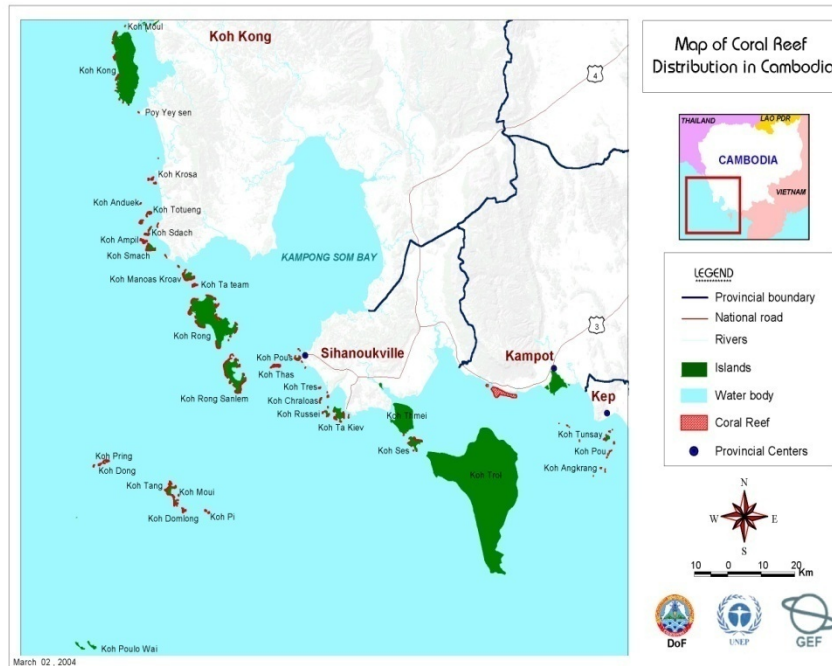 Map of Coral Reef
Distribution in Cambodia
Koh Moul
Koh Kong
Koh Kong
4
Poy Yey sen
Koh Krosa
Koh Anduek
Koh Totueng
Koh Sdach
Koh Ampil
Koh Smach
KAMPONG SOM BAY
Koh Manoas Kroav
Koh Ta team
Koh Rong
Koh Pous
Sihanoukville
Koh Thas
Koh Rong Sanlem
Koh Tres
Koh Chraloas
Koh Russei
Koh Ta Kiev
Koh Thmei
Koh Ses
Koh Trol
3
Kampot
Kep
Koh Tunsay
Koh Pou
Koh Angkrang
Koh Pring
Koh Dong
Koh Tang
Koh Moui
Koh Domlong
Koh Pi
Koh Poulo Wai
THAILAND
LAO PDR
CAMBODIA
VIETNAM
LEGEND
Provincial boundary
National road
Rivers
Islands
Water body
Coral Reef
Provincial Centers
N
W
E
S
10 0 10 20
Km
DoF
UNEP
GEF
March 02 , 2004